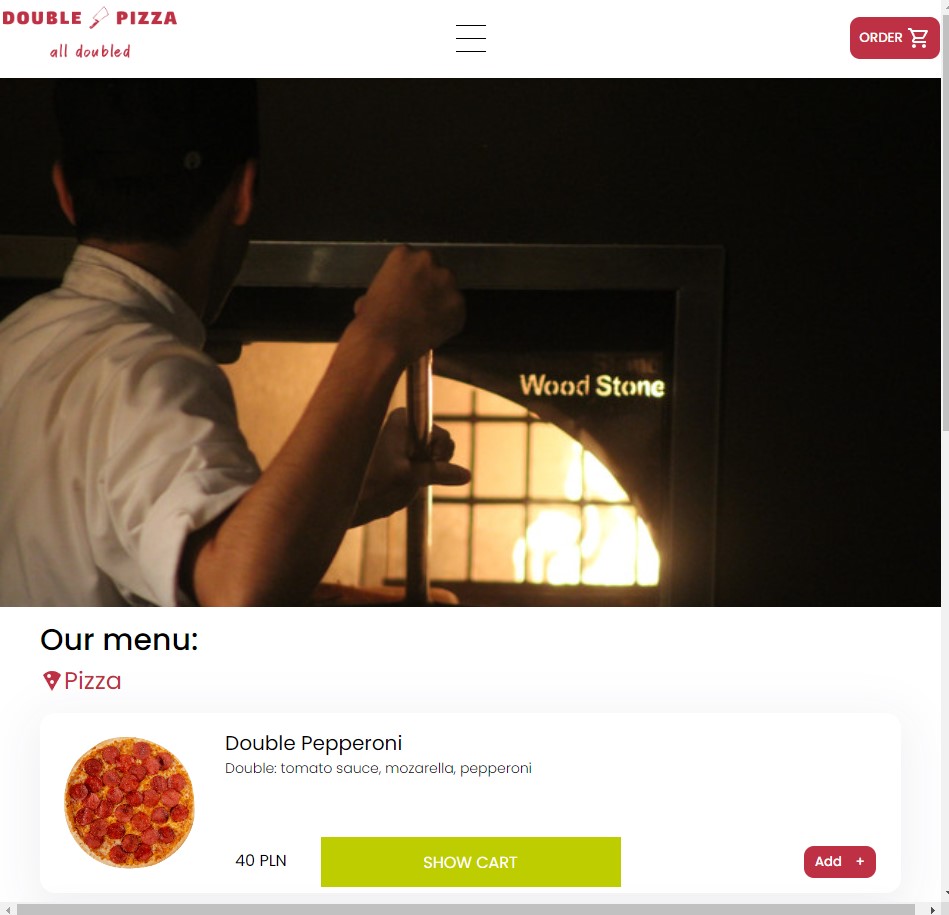 DOUBLE PIZZA
all doubled
ORDER
Wood Stone
Our menu:
Pizza
Double Pepperoni
Double: tomato sauce, mozarella, pepperoni
40 PLN
SHOW CART
Add +